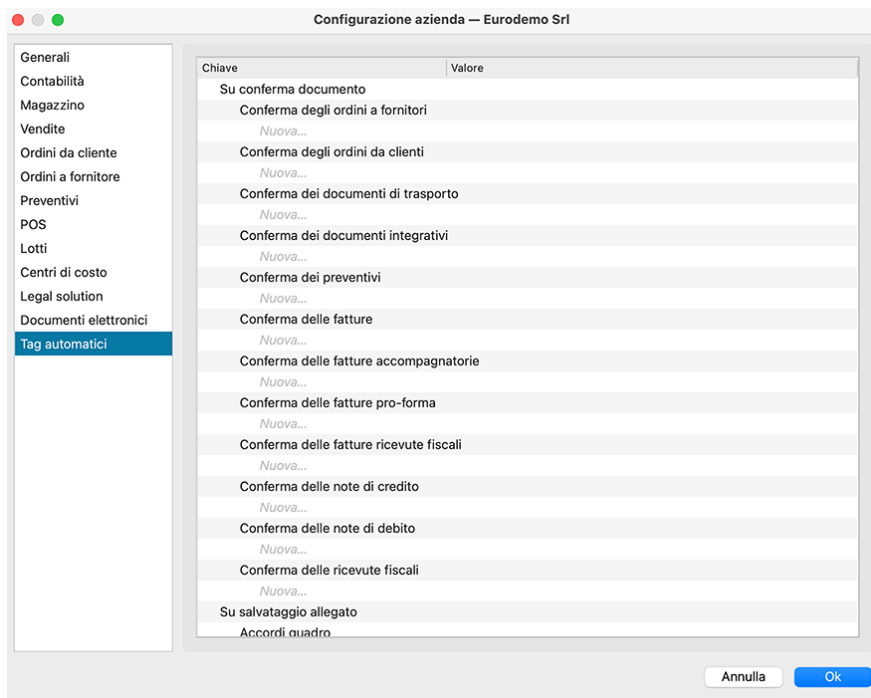 Configurazione azienda — Eurodemo Srl
Generali
Contabilità
Magazzino
Vendite
Ordini da cliente
Ordini a fornitore
Preventivi
POS
Lotti
Centri di costo
Legal solution
Documenti elettronici
Tag automatici
Chiave Valore
Su conferma documento
Conferma degli ordini a fornitori
Nuova...
Conferma degli ordini da clienti
Nuova...
Conferma dei documenti di trasporto
Nuova...
Conferma dei documenti integrativi
Nuova...
Conferma dei preventivi
Nuova...
Conferma delle fatture
Nuova...
Conferma delle fatture accompagnatorie
Nuova...
Conferma delle fatture pro-forma
Nuova...
Conferma delle fatture ricevute fiscali
Nuova...
Conferma delle note di credito
Nuova...
Conferma delle note di debito
Nuova...
Conferma delle ricevute fiscali
Nuova...
Su salvataggio allegato
Accordi quadro
Annulla Ok